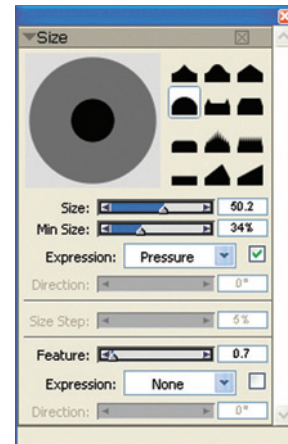 Size
Size: 50.2
Min Size: 34%
Expression: Pressure
Direction: 0°
Size Step: 5%
Feature: 0.7
Expression: None
Direction: 0°